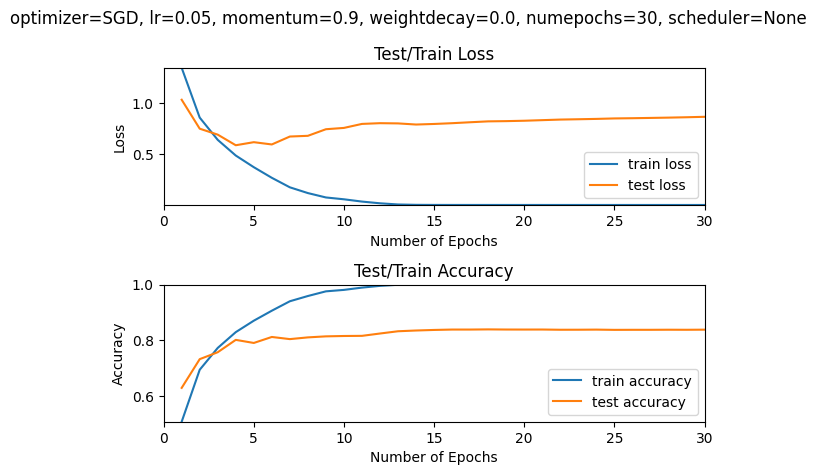 optimizer=SGD, lr=0.05, momentum=0.9, weightdecay=0.0, numepochs=30, scheduler=None
Test/Train Loss
1.0
0.5
Loss
train loss
test loss
0 5 10 15 20 25 30
Number of Epochs
Test/Train Accuracy
1.0
0.8
0.6
Accuracy
train accuracy
test accuracy
0 5 10 15 20 25 30
Number of Epochs